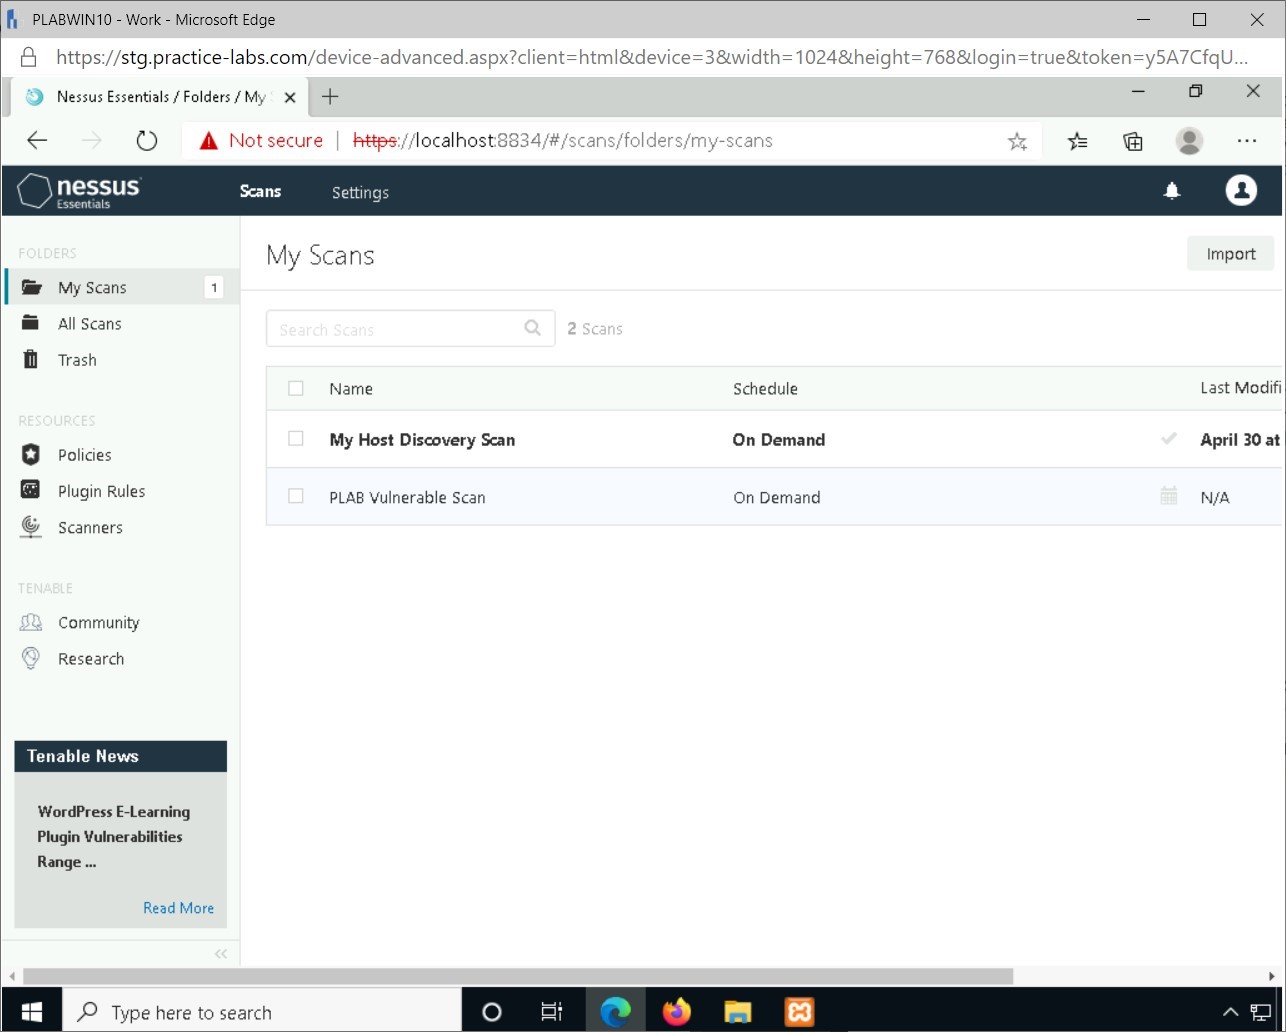 PLABWIN10 - Work - Microsoft Edge
https://stg.practice-labs.com/device-advanced.aspx?client=html&device=3&width=1024&height=768&login=true&token=y5A7CfqU...
Nessus Essentials / Folders / My
Not secure | https://localhost:8834/#/scans/folders/my-scans
nessus
Essentials
Scans
Settings
FOLDERS
My Scans 1
All Scans
Trash
RESOURCES
Policies
Plugin Rules
Scanners
TENABLE
Community
Research
Tenable News
WordPress E-Learning
Plugin Vulnerabilities
Range ...
Read More
My Scans
Import
Search Scans
2 Scans
Name Schedule Last Modifi
My Host Discovery Scan On Demand April 30 at
PLAB Vulnerable Scan On Demand N/A
Type here to search